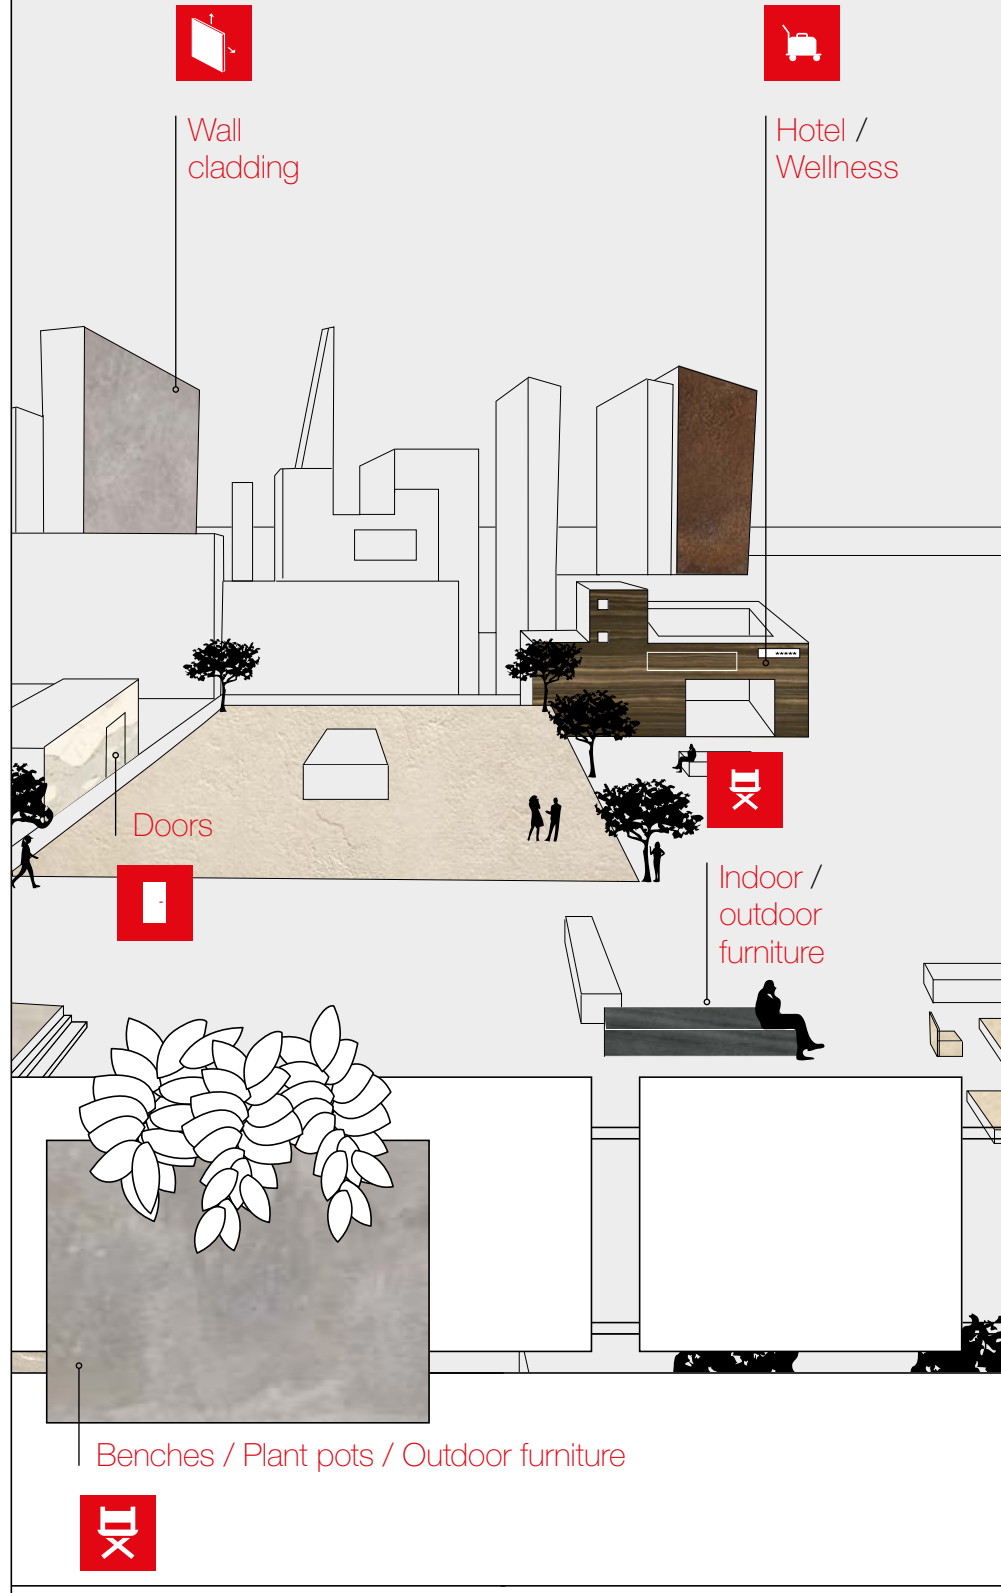 Wall
cladding
Hotel /
Wellness
*****
Doors
Indoor /
outdoor
furniture
Benches / Plant pots / Outdoor furniture